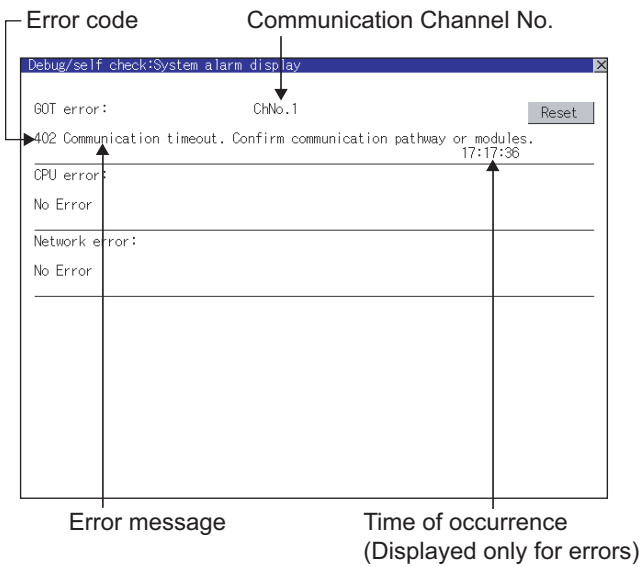 Error code
Communication Channel No.
Debug/self check:System alarm display
GOT error:
ChNo.1
Reset
402 Communication timeout. Confirm communication pathway or modules.
17:17:36
CPU error:
No Error
Network error:
No Error
Error message
Time of occurrence
(Displayed only for errors)